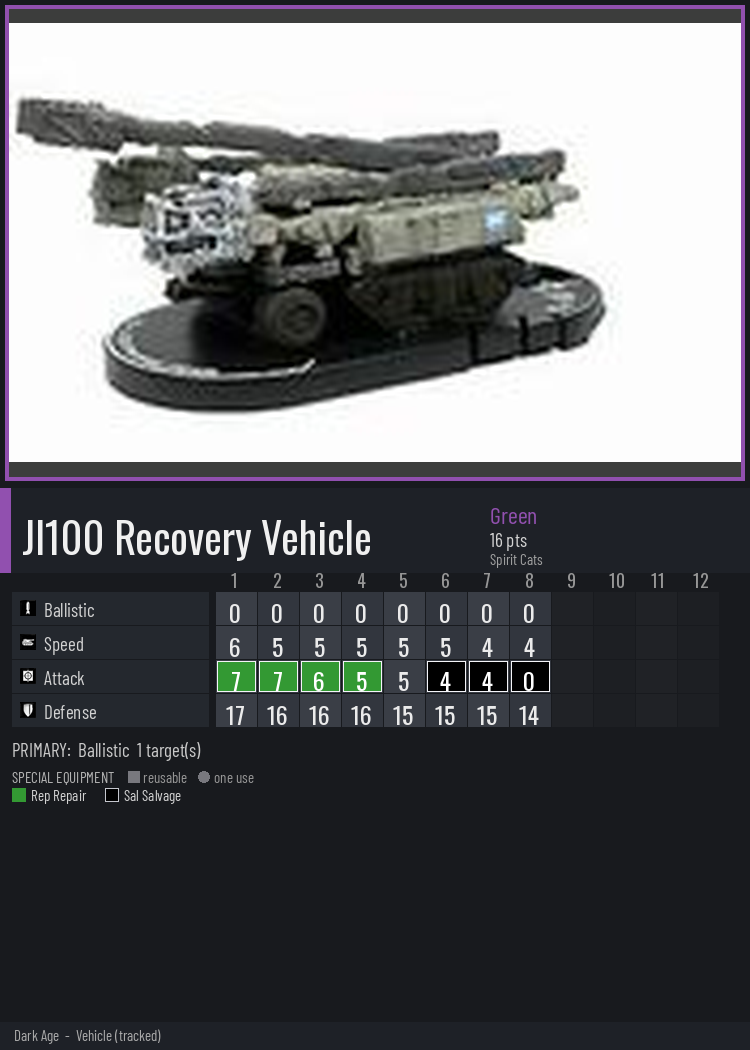 JI100 Recovery Vehicle
Green
16 pts
Spirit Cats
1 2 3 4 5 6 7 8 9 10 11 12
Ballistic 0 0 0 0 0 0 0 0
Speed 6 5 5 5 5 5 4 4
Attack 7 7 6 5 5 4 4 0
Defense 17 16 16 16 15 15 15 14
PRIMARY: Ballistic 1 target(s)
SPECIAL EQUIPMENT reusable one use
Rep Repair Sal Salvage
Dark Age - Vehicle (tracked)